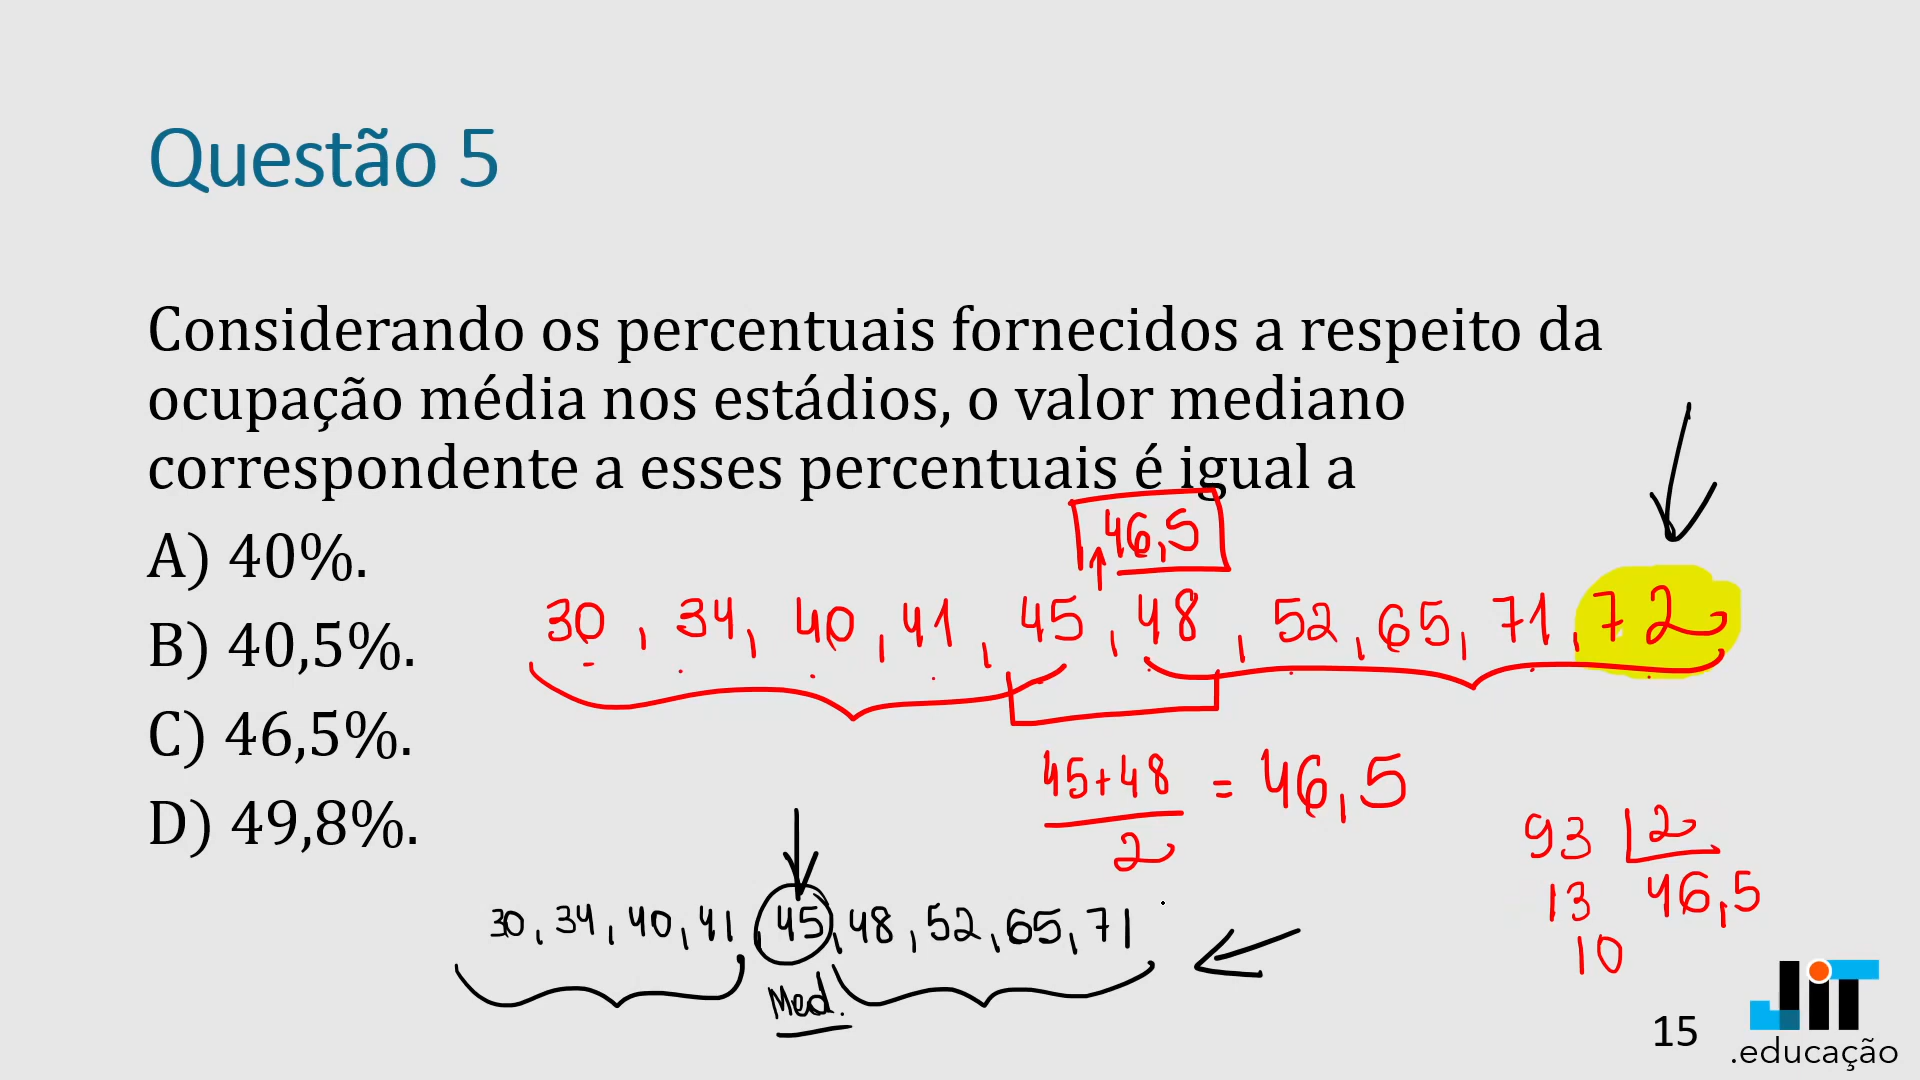 Questão 5
Considerando os percentuais fornecidos a respeito da
ocupação média nos estádios, o valor mediano
correspondente a esses percentuais é igual a
A) 40%.
B) 40,5%.
C) 46,5%.
D) 49,8%.
46,5
30, 34, 40, 41, 45, 48, 52, 65, 71, 72
45+48
2
= 46,5
93 2
13 46,5
10
30, 34, 40, 41, 45, 48, 52, 65, 71
Med.
15
JiT
.educação